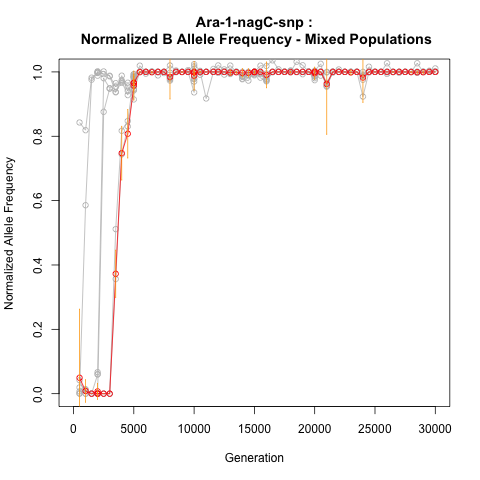 Ara-1-nagC-snp :
Normalized B Allele Frequency - Mixed Populations
Normalized Allele Frequency
1.0
0.8
0.6
0.4
0.2
0.0
0 5000 10000 15000 20000 25000 30000
Generation